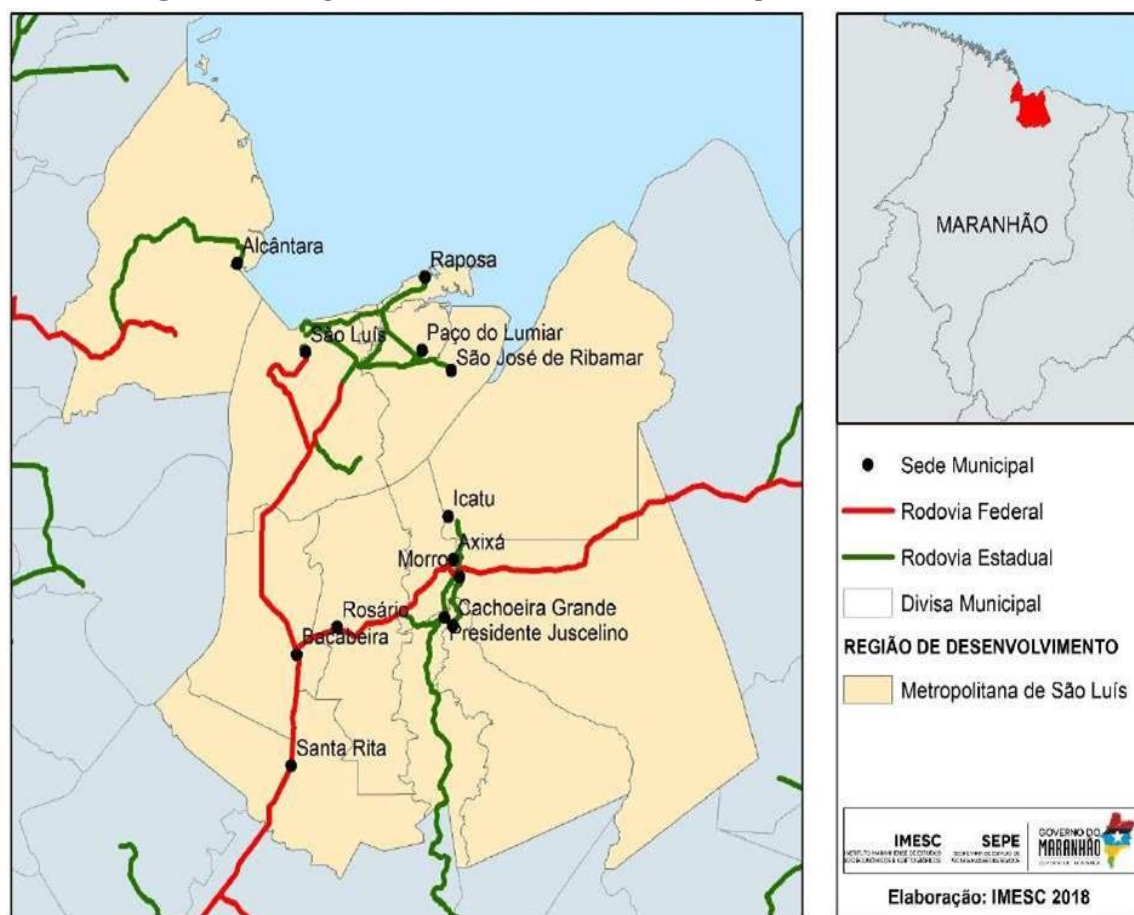 Alcântara
Raposa
São Luís
Paço do Lumiar
São José de Ribamar
Icatu
Axixá
Morro
Cachoeira Grande
Rosário
Presidente Juscelino
Bacabeira
Santa Rita
MARANHÃO
Sede Municipal
Rodovia Federal
Rodovia Estadual
Divisa Municipal
REGIÃO DE DESENVOLVIMENTO
Metropolitana de São Luís
IMESC
SEPE
GOVERNO DO
MARANHÃO
Elaboração: IMESC 2018